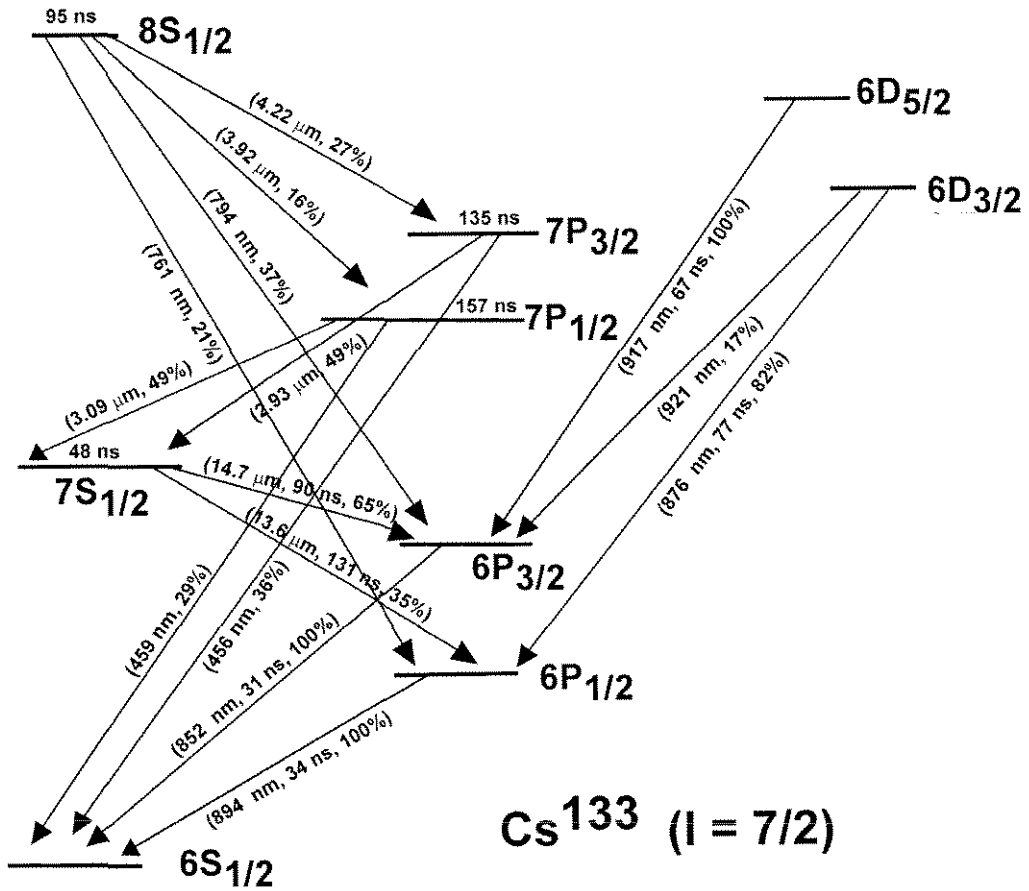 95 ns
8S1/2
6D5/2
(4.22 μm, 27%)
(3.92 μm, 16%)
6D3/2
(794 nm, 37%)
135 ns
7P3/2
(761 nm, 21%)
(917 nm, 67 ns, 100%)
157 ns
7P1/2
(921 nm, 17%)
(3.09 μm, 49%)
(2.93 μm, 49%)
(876 nm, 77 ns, 82%)
48 ns
7S1/2
(14.7 μm, 90 ns, 65%)
(13.6 μm, 131 ns, 35%)
6P3/2
(459 nm, 29%)
(456 nm, 36%)
6P1/2
(852 nm, 31 ns, 100%)
(894 nm, 34 ns, 100%)
Cs133 (I = 7/2)
6S1/2